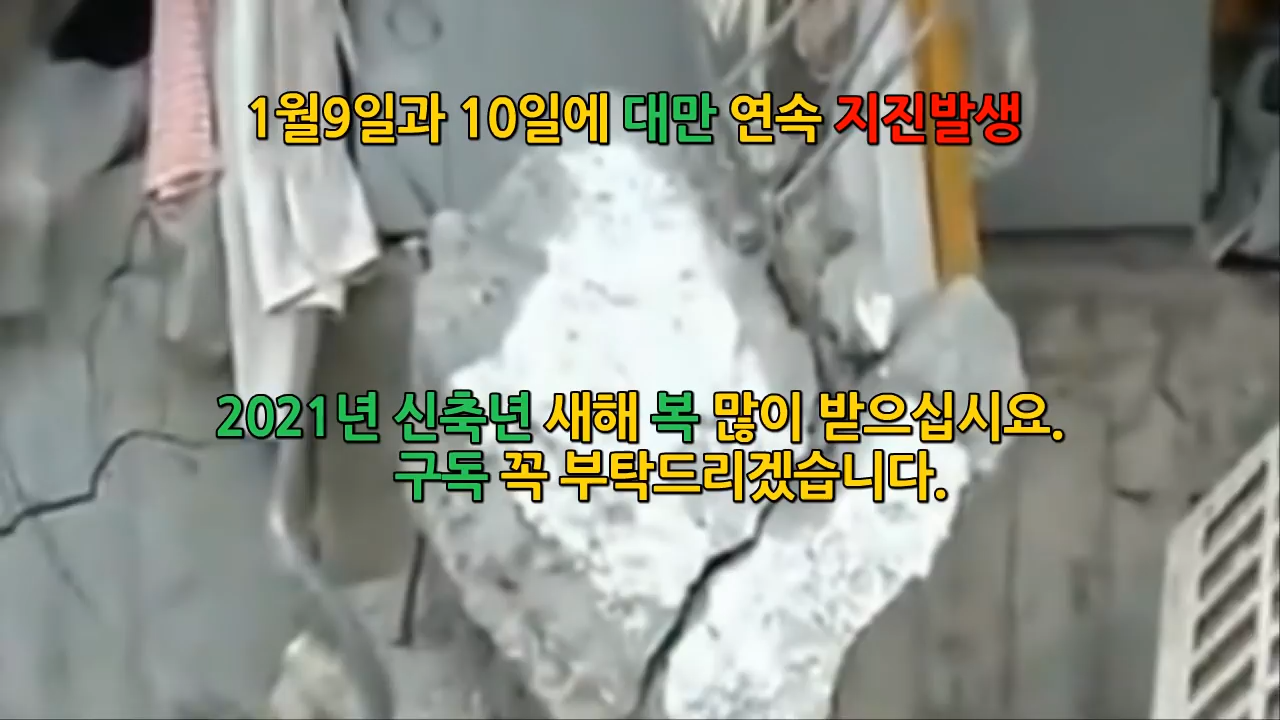 1월9일과 10일에 대만 연속 지진발생
2021년 신축년 새해 복 많이 받으십시요.
구독 꼭 부탁드리겠습니다.